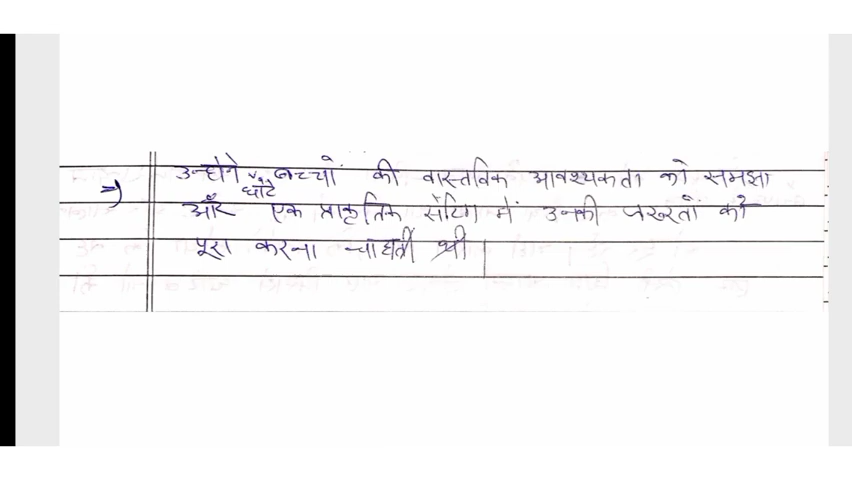 =) उन्होने छोटे बच्चों की वास्तविक आवश्यकता को समझा
और एक प्राकृतिक सेटिंग में उनकी जरूरतों को
पूरा करना चाहती थी |